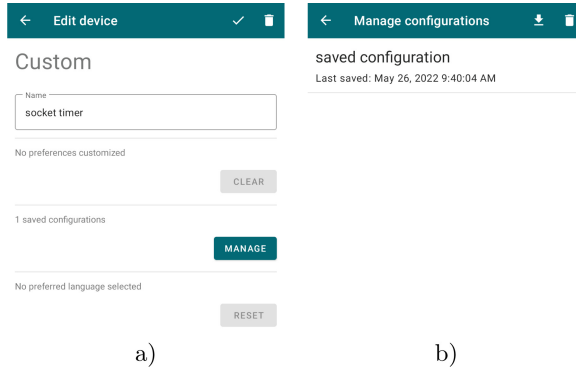 Edit device
Custom
Name
socket timer
No preferences customized
CLEAR
1 saved configurations
MANAGE
No preferred language selected
RESET
a)
Manage configurations
saved configuration
Last saved: May 26, 2022 9:40:04 AM
b)